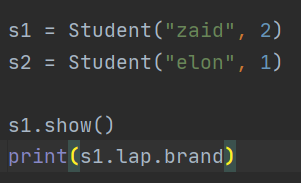 s1 = Student("zaid", 2)
s2 = Student("elon", 1)
s1.show()
print(s1.lap.brand)